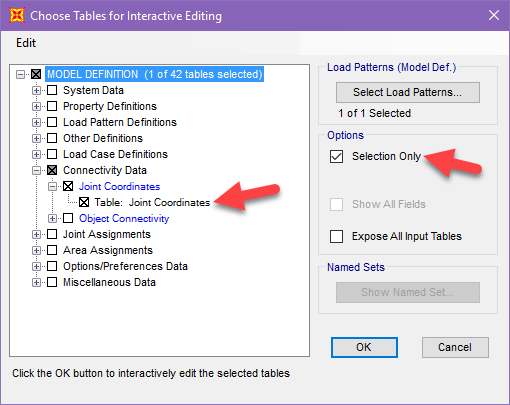 Choose Tables for Interactive Editing
Edit
MODEL DEFINITION (1 of 42 tables selected)
System Data
Property Definitions
Load Pattern Definitions
Other Definitions
Load Case Definitions
Connectivity Data
Joint Coordinates
Table: Joint Coordinates
Object Connectivity
Joint Assignments
Area Assignments
Options/Preferences Data
Miscellaneous Data
Load Patterns (Model Def.)
Select Load Patterns...
1 of 1 Selected
Options
Selection Only
Show All Fields
Expose All Input Tables
Named Sets
Show Named Set...
OK
Cancel
Click the OK button to interactively edit the selected tables